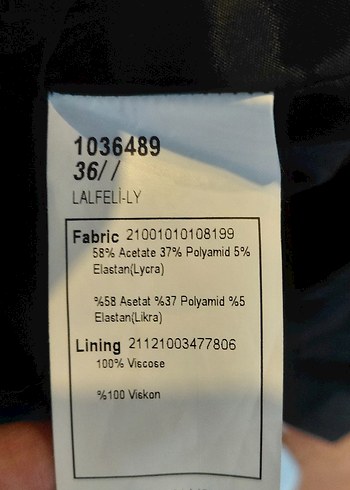 1036489
36//
LALFELİ-LY
Fabric 21001010108199
58% Acetate 37% Polyamid 5%
Elastan(Lycra)
%58 Asetat %37 Polyamid %5
Elastan(Likra)
Lining 21121003477806
100% Viscose
%100 Viskon